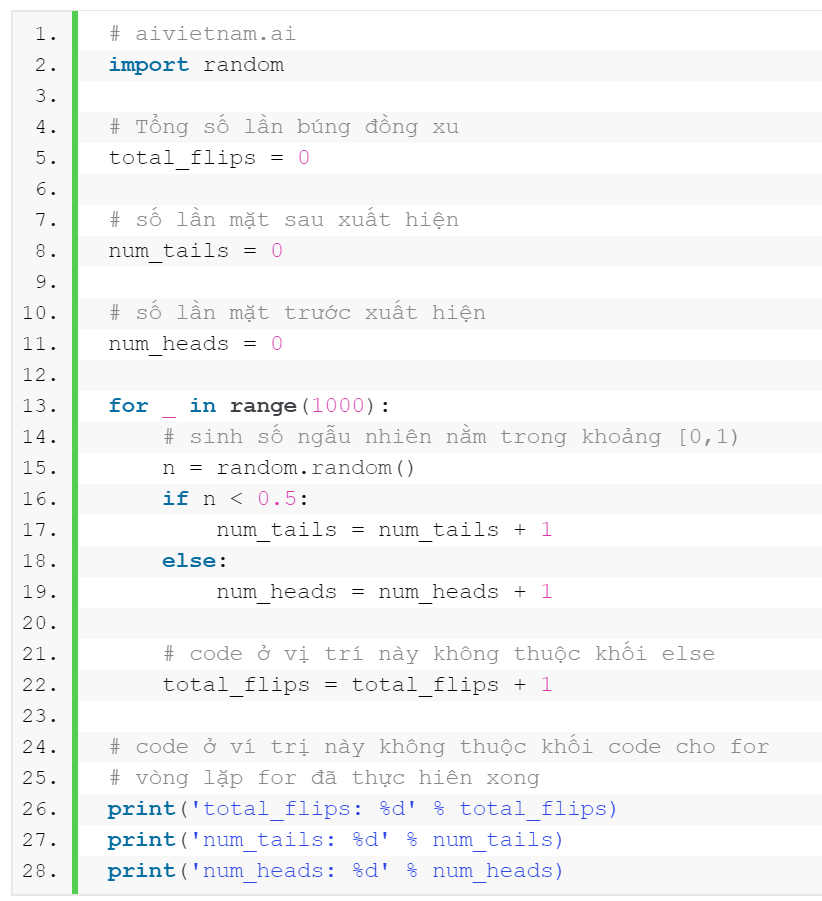 1. # aivietnam.ai
2. import random
3.
4. # Tổng số lần búng đồng xu
5. total_flips = 0
6.
7. # số lần mặt sau xuất hiện
8. num_tails = 0
9.
10. # số lần mặt trước xuất hiện
11. num_heads = 0
12.
13. for _ in range(1000):
14.     # sinh số ngẫu nhiên nằm trong khoảng [0,1)
15.     n = random.random()
16.     if n < 0.5:
17.         num_tails = num_tails + 1
18.     else:
19.         num_heads = num_heads + 1
20.
21.     # code ở vị trí này không thuộc khối else
22.     total_flips = total_flips + 1
23.
24. # code ở ví trị này không thuộc khối code cho for
25. # vòng lặp for đã thực hiên xong
26. print('total_flips: %d' % total_flips)
27. print('num_tails: %d' % num_tails)
28. print('num_heads: %d' % num_heads)